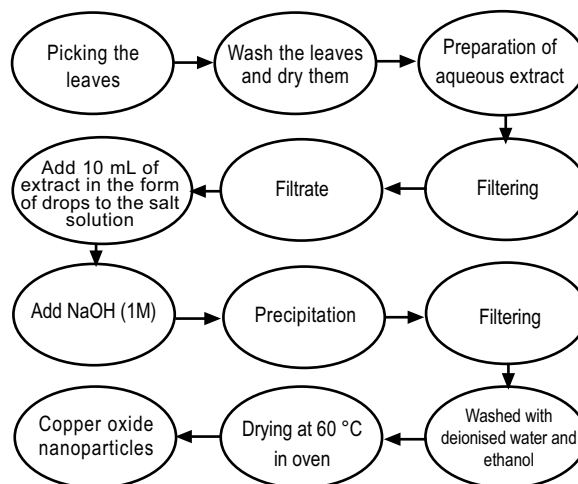 Picking the
leaves
Wash the leaves
and dry them
Preparation of
aqueous extract
Filtering
Filtrate
Add 10 mL of
extract in the form
of drops to the salt
solution
Add NaOH (1M)
Precipitation
Filtering
Washed with
deionised water and
ethanol
Drying at 60 °C
in oven
Copper oxide
nanoparticles